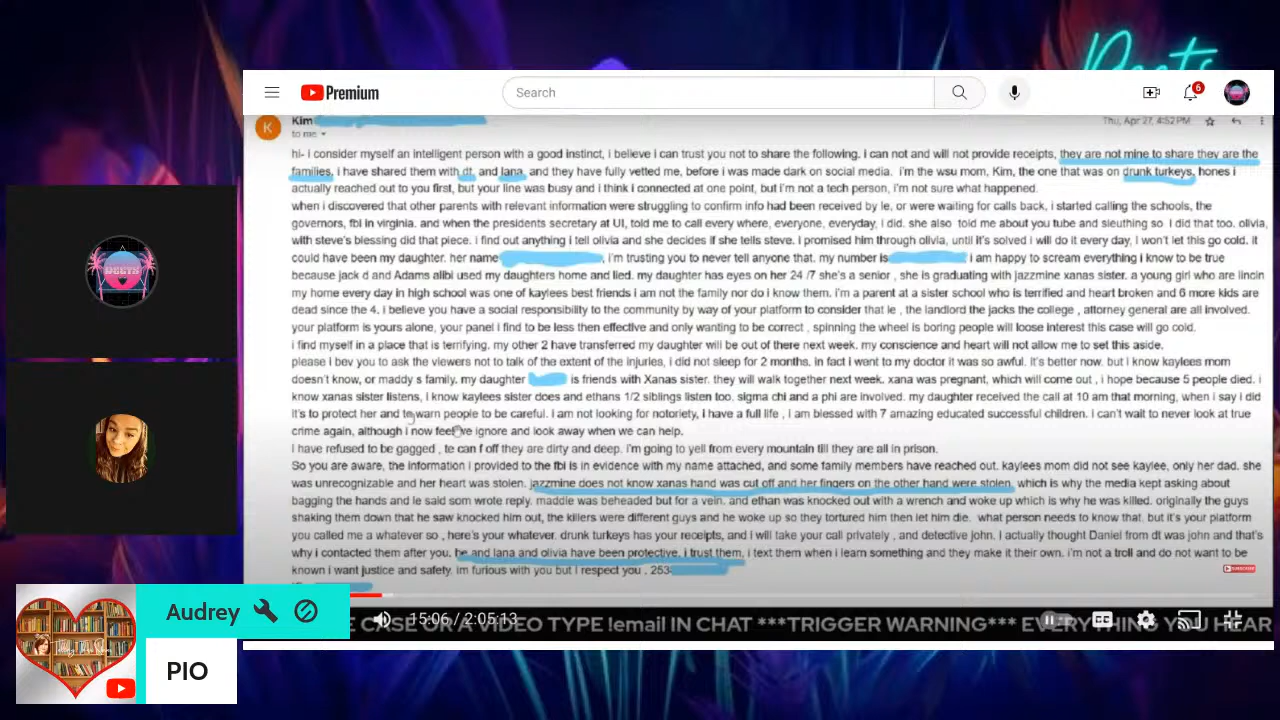 Deets
Premium
Search
6
DEETS
K
Kim
Thu, Apr 27, 4:52 PM
to me
hi- i consider myself an intelligent person with a good instinct, i believe i can trust you not to share the following. i can not and will not provide receipts, they are not mine to share they are the
families, i have shared them with dt, and lana, and they have fully vetted me, before i was made dark on social media. i'm the wsu mom, Kim, the one that was on drunk turkeys, hones i
actually reached out to you first, but your line was busy and i think i connected at one point, but i'm not a tech person, i'm not sure what happened.
when i discovered that other parents with relevant information were struggling to confirm info had been received by le, or were waiting for calls back, i started calling the schools, the
governors, fbi in virginia. and when the presidents secretary at UI, told me to call every where, everyone, everyday, i did. she also told me about you tube and sleuthing so i did that too. olivia,
with steve's blessing did that piece. i find out anything i tell olivia and she decides if she tells steve. i promised him through olivia, until it's solved i will do it every day, i won't let this go cold. it
could have been my daughter. her name , i'm trusting you to never tell anyone that. my number is i am happy to scream everything i know to be true
because jack d and Adams alibi used my daughters home and lied. my daughter has eyes on her 24 /7 she's a senior , she is graduating with jazzmine xanas sister. a young girl who are lincin
my home every day in high school was one of kaylees best friends i am not the family nor do i know them. i'm a parent at a sister school who is terrified and heart broken and 6 more kids are
dead since the 4. i believe you have a social responsibility to the community by way of your platform to consider that le , the landlord the jacks the college , attorney general are all involved.
your platform is yours alone, your panel i find to be less then effective and only wanting to be correct , spinning the wheel is boring people will loose interest this case will go cold.
i find myself in a place that is terrifying. my other 2 have transferred my daughter will be out of there next week. my conscience and heart will not allow me to set this aside.
please i bev you to ask the viewers not to talk of the extent of the injuries, i did not sleep for 2 months. in fact i went to my doctor it was so awful. it's better now. but i know kaylees mom
doesn't know, or maddy s family. my daughter is friends with Xanas sister. they will walk together next week. xana was pregnant, which will come out , i hope because 5 people died. i
know xanas sister listens, i know kaylees sister does and ethans 1/2 siblings listen too. sigma chi and a phi are involved. my daughter received the call at 10 am that morning, when i say i did
it's to protect her and to warn people to be careful. i am not looking for notoriety, i have a full life , i am blessed with 7 amazing educated successful children. i can't wait to never look at true
crime again, although i now feel we ignore and look away when we can help.
I have refused to be gagged , te can f off they are dirty and deep. i'm going to yell from every mountain till they are all in prison.
So you are aware, the information i provided to the fbi is in evidence with my name attached, and some family members have reached out. kaylees mom did not see kaylee, only her dad. she
was unrecognizable and her heart was stolen. jazzmine does not know xanas hand was cut off and her fingers on the other hand were stolen, which is why the media kept asking about
bagging the hands and le said som wrote reply. maddie was beheaded but for a vein. and ethan was knocked out with a wrench and woke up which is why he was killed. originally the guys
shaking them down that he saw knocked him out, the killers were different guys and he woke up so they tortured him then let him die. what person needs to know that. but it's your platform
you called me a whatever so , here's your whatever. drunk turkeys has your receipts, and i will take your call privately , and detective john. I actually thought Daniel from dt was john and that's
why i contacted them after you. he and lana and olivia have been protective. i trust them, i text them when i learn something and they make it their own. i'm not a troll and do not want to be
known i want justice and safety. im furious with you but I respect you . 253
SUBSCRIBE
Audrey
15:06 / 2:05:13
E CASE OR A VIDEO TYPE !email IN CHAT ***TRIGGER WARNING*** EVERYTHING YOU HEAR
PIO